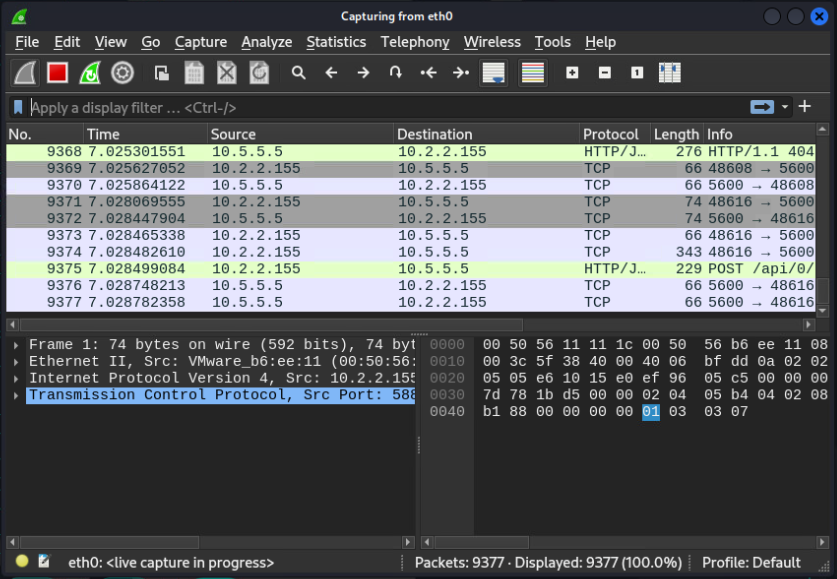 Capturing from eth0
File Edit View Go Capture Analyze Statistics Telephony Wireless Tools Help
Apply a display filter ... <Ctrl-/>
No. Time Source Destination Protocol Length Info
9368 7.025301551 10.5.5.5 10.2.2.155 HTTP/J… 276 HTTP/1.1 404
9369 7.025627052 10.2.2.155 10.5.5.5 TCP 66 48608 → 5600
9370 7.025864122 10.5.5.5 10.2.2.155 TCP 66 5600 → 48608
9371 7.028069555 10.2.2.155 10.5.5.5 TCP 74 48616 → 5600
9372 7.028447904 10.5.5.5 10.2.2.155 TCP 74 5600 → 48616
9373 7.028465338 10.2.2.155 10.5.5.5 TCP 66 48616 → 5600
9374 7.028482610 10.2.2.155 10.5.5.5 TCP 343 48616 → 5600
9375 7.028499084 10.2.2.155 10.5.5.5 HTTP/J… 229 POST /api/0/
9376 7.028748213 10.5.5.5 10.2.2.155 TCP 66 5600 → 48616
9377 7.028782358 10.5.5.5 10.2.2.155 TCP 66 5600 → 48616
Frame 1: 74 bytes on wire (592 bits), 74 byt
Ethernet II, Src: VMware_b6:ee:11 (00:50:56:
Internet Protocol Version 4, Src: 10.2.2.155
Transmission Control Protocol, Src Port: 588
0000 00 50 56 11 11 1c 00 50 56 b6 ee 11 08
0010 00 3c 5f 38 40 00 40 06 bf dd 0a 02 02
0020 05 05 e6 10 15 e0 ef 96 05 c5 00 00 00
0030 7d 78 1b d5 00 00 02 04 05 b4 04 02 08
0040 b1 88 00 00 00 00 01 03 03 07
eth0: <live capture in progress>
Packets: 9377 · Displayed: 9377 (100.0%)
Profile: Default